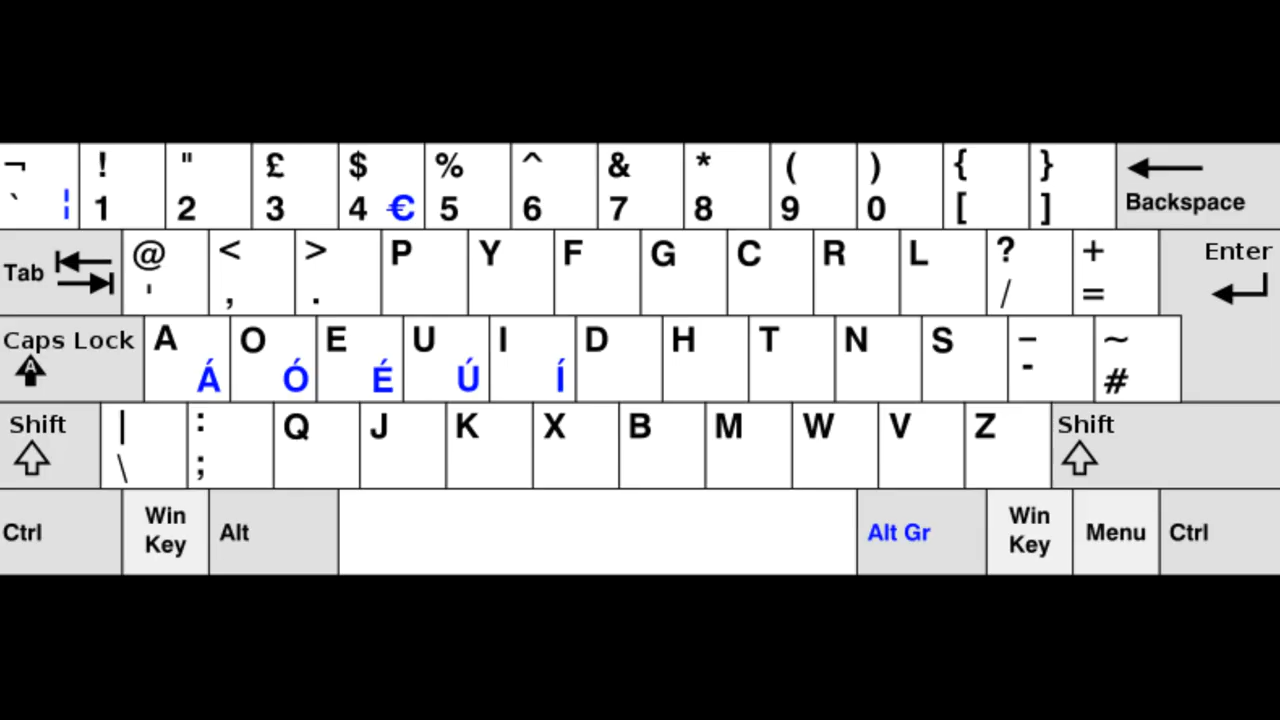 ¬ ! " £ $ % ^ & * ( ) { }
` ¦ 1 2 3 4 € 5 6 7 8 9 0 [ ] Backspace
@ < > P Y F G C R L ? + Enter
Tab ' , . / =
Caps Lock A O E U I D H T N S – ~
A Á Ó É Ú Í - #
Shift | : Q J K X B M W V Z Shift
\ ;
Ctrl Win Key Alt Alt Gr Win Key Menu Ctrl